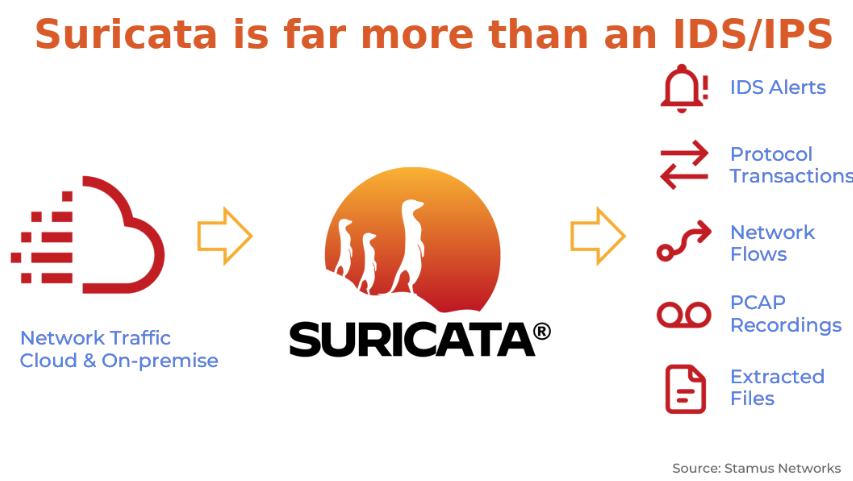 Suricata is far more than an IDS/IPS
Network Traffic
Cloud & On-premise
SURICATA®
IDS Alerts
Protocol
Transactions
Network
Flows
PCAP
Recordings
Extracted
Files
Source: Stamus Networks